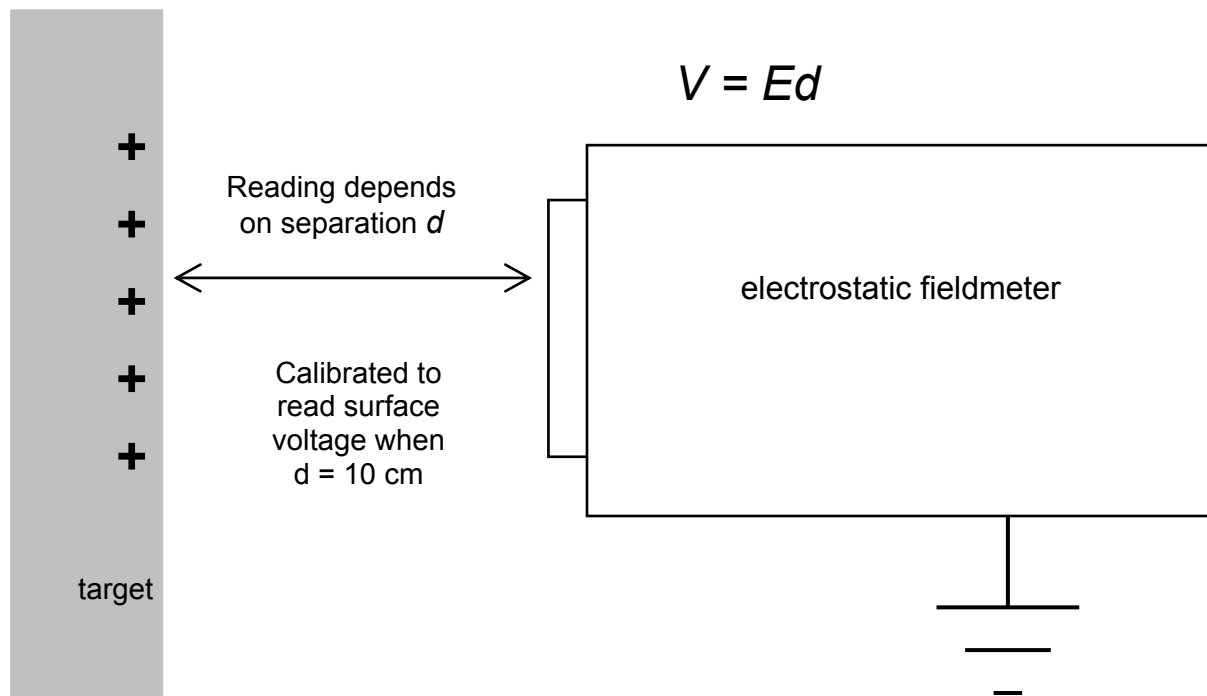 V = Ed
+
+
+
+
+
Reading depends
on separation d
electrostatic fieldmeter
Calibrated to
read surface
voltage when
d = 10 cm
target